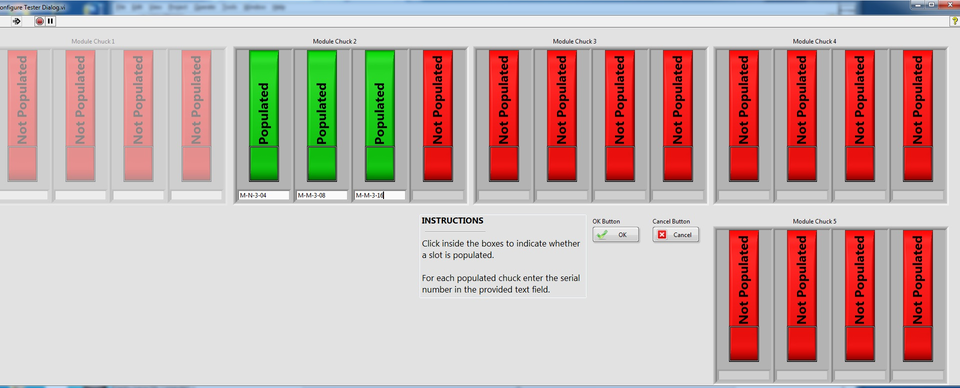 onfigure Tester Dialog.vi
Module Chuck 1
Module Chuck 2
Module Chuck 3
Module Chuck 4
Not Populated
Not Populated
Not Populated
Not Populated
Populated
Populated
Populated
Not Populated
Not Populated
Not Populated
Not Populated
Not Populated
Not Populated
Not Populated
Not Populated
Not Populated
M-N-3-04
M-M-3-08
M-M-3-16
INSTRUCTIONS
Click inside the boxes to indicate whether
a slot is populated.
For each populated chuck enter the serial
number in the provided text field.
OK Button
OK
Cancel Button
Cancel
Module Chuck 5
Not Populated
Not Populated
Not Populated
Not Populated